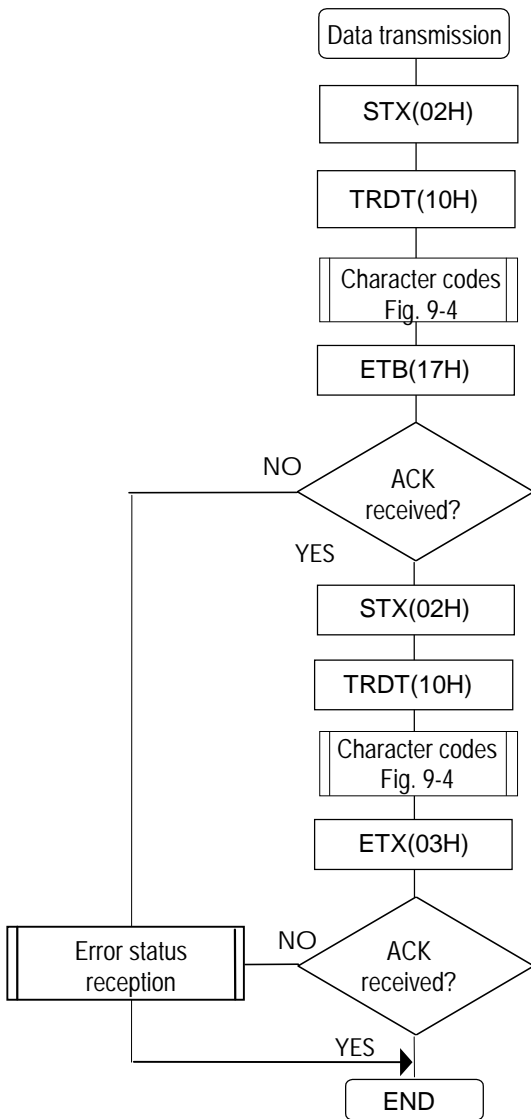 Data transmission
STX(02H)
TRDT(10H)
Character codes
Fig. 9-4
ETB(17H)
NO
ACK
received?
YES
STX(02H)
TRDT(10H)
Character codes
Fig. 9-4
ETX(03H)
Error status
reception
NO
ACK
received?
YES
END